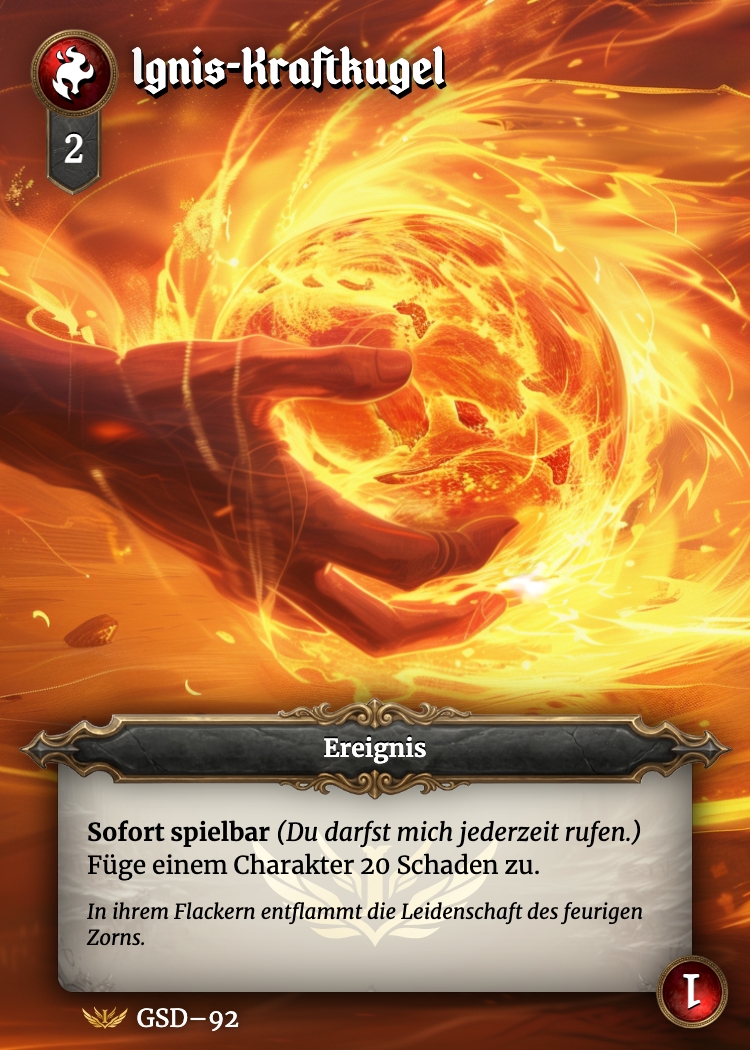 Ignis-Kraftkugel
2
Ereignis
Sofort spielbar (Du darfst mich jederzeit rufen.)
Füge einem Charakter 20 Schaden zu.
In ihrem Flackern entflammt die Leidenschaft des feurigen
Zorns.
1
GSD–92